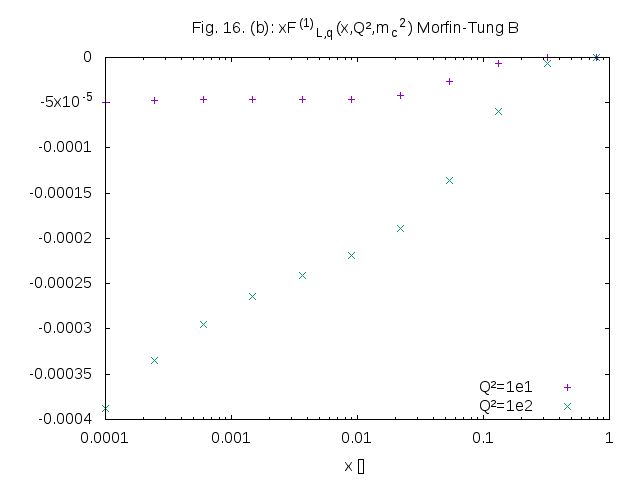 Fig. 16. (b): xF⁽¹⁾L,q(x,Q²,mc²) Morfin-Tung B
0
-5x10⁻⁵
-0.0001
-0.00015
-0.0002
-0.00025
-0.0003
-0.00035
-0.0004
Q²=1e1
Q²=1e2
0.0001 0.001 0.01 0.1 1
x []